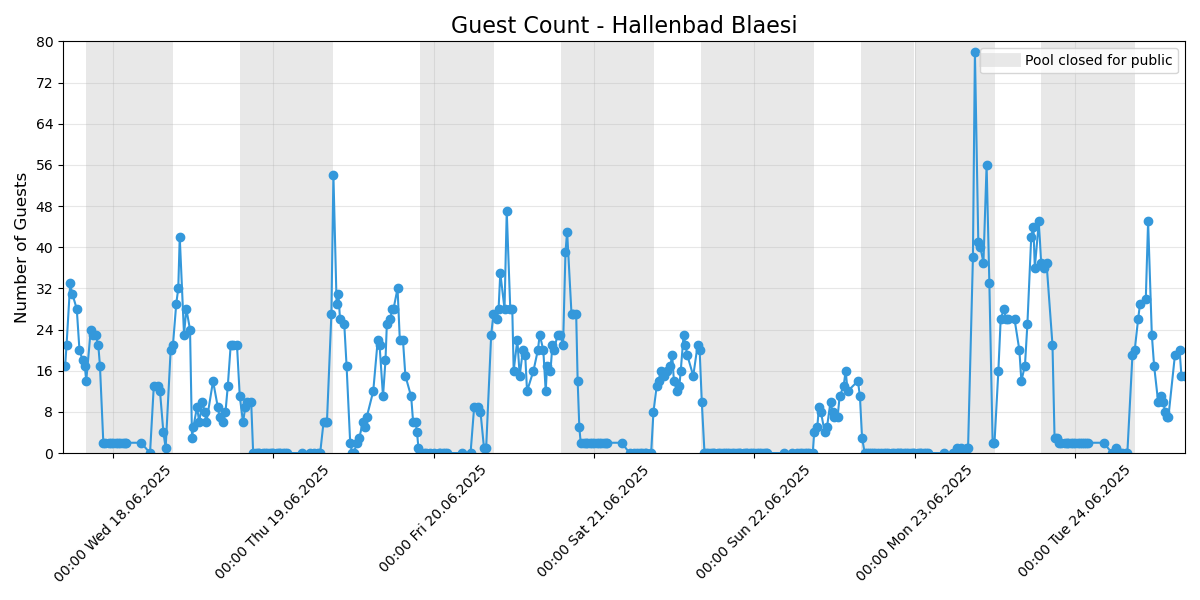 Guest Count - Hallenbad Blaesi
Number of Guests
80
72
64
56
48
40
32
24
16
8
0
Pool closed for public
00:00 Wed 18.06.2025
00:00 Thu 19.06.2025
00:00 Fri 20.06.2025
00:00 Sat 21.06.2025
00:00 Sun 22.06.2025
00:00 Mon 23.06.2025
00:00 Tue 24.06.2025